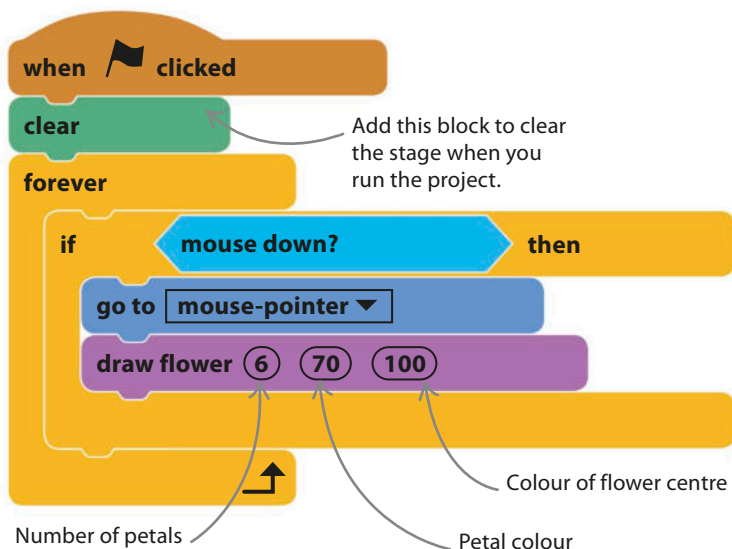 when clicked
clear
Add this block to clear
the stage when you
run the project.
forever
if mouse down? then
go to mouse-pointer
draw flower 6 70 100
Colour of flower centre
Number of petals
Petal colour